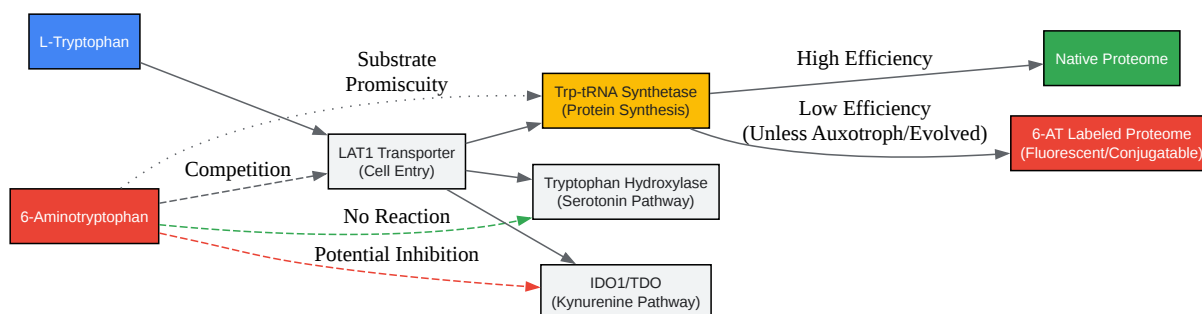 L-Tryptophan
Substrate
Promiscuity
Trp-tRNA Synthetase
(Protein Synthesis)
High Efficiency
Native Proteome
Low Efficiency
(Unless Auxotroph/Evolved)
6-AT Labeled Proteome
(Fluorescent/Conjugatable)
LAT1 Transporter
(Cell Entry)
Competition
Tryptophan Hydroxylase
(Serotonin Pathway)
6-Aminotryptophan
No Reaction
Potential Inhibition
IDO1/TDO
(Kynurenine Pathway)